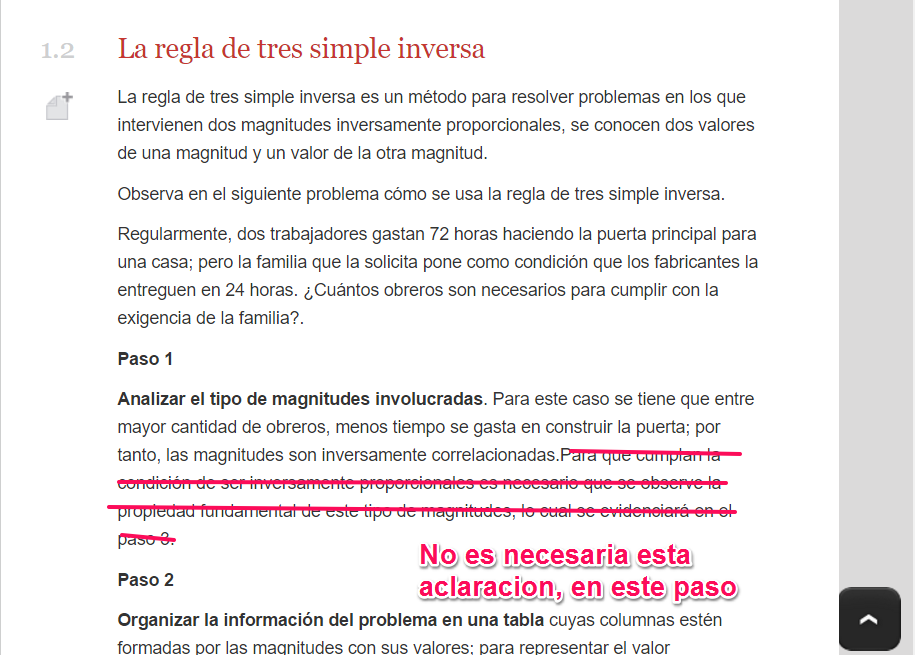 1.2 La regla de tres simple inversa
La regla de tres simple inversa es un método para resolver problemas en los que
intervienen dos magnitudes inversamente proporcionales, se conocen dos valores
de una magnitud y un valor de la otra magnitud.
Observa en el siguiente problema cómo se usa la regla de tres simple inversa.
Regularmente, dos trabajadores gastan 72 horas haciendo la puerta principal para
una casa; pero la familia que la solicita pone como condición que los fabricantes la
entreguen en 24 horas. ¿Cuántos obreros son necesarios para cumplir con la
exigencia de la familia?.
Paso 1
Analizar el tipo de magnitudes involucradas. Para este caso se tiene que entre
mayor cantidad de obreros, menos tiempo se gasta en construir la puerta; por
tanto, las magnitudes son inversamente correlacionadas.Para que cumplan la
condición de ser inversamente proporcionales es necesario que se observe la
propiedad fundamental de este tipo de magnitudes, lo cual se evidenciará en el
paso 3.
No es necesaria esta
aclaracion, en este paso
Paso 2
Organizar la información del problema en una tabla cuyas columnas estén
formadas por las magnitudes con sus valores; para representar el valor